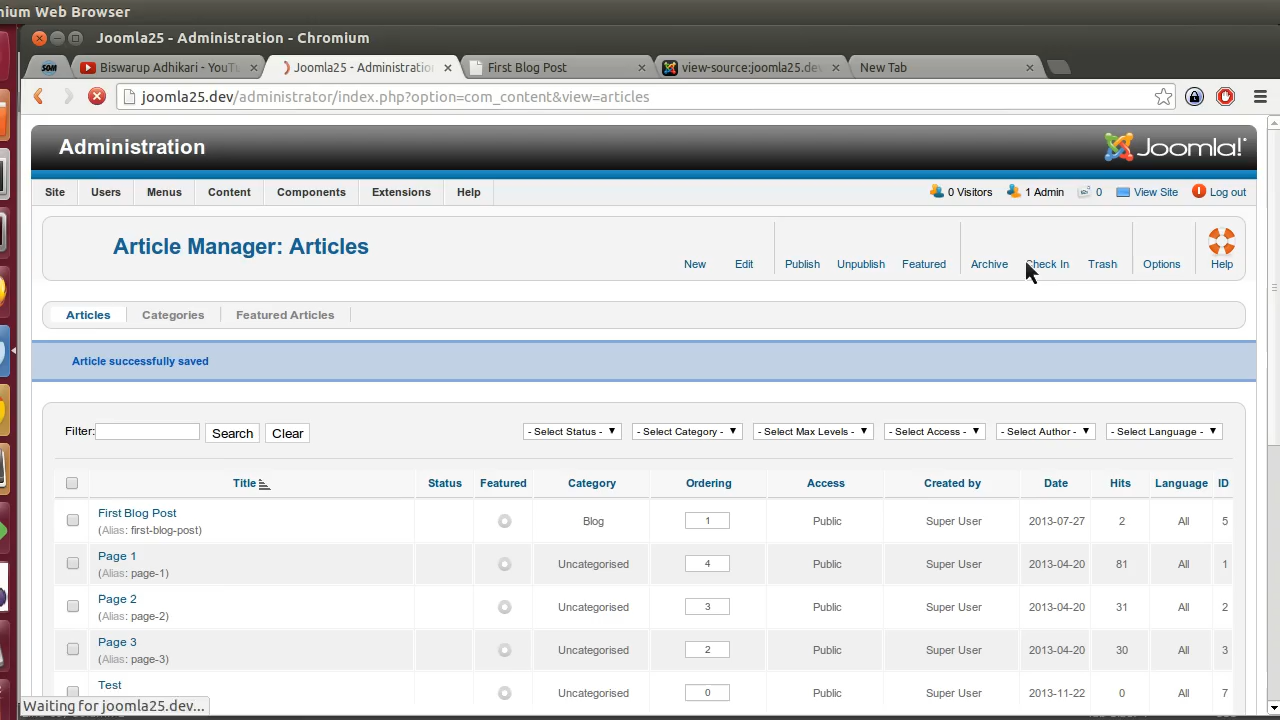 nium Web Browser
Joomla25 - Administration - Chromium
Biswarup Adhikari - YouTu
Joomla25 - Administration
First Blog Post
view-source:joomla25.dev
New Tab
joomla25.dev/administrator/index.php?option=com_content&view=articles
Administration
Joomla!
Site Users Menus Content Components Extensions Help
0 Visitors 1 Admin 0 View Site Log out
Article Manager: Articles
New Edit Publish Unpublish Featured Archive Check In Trash Options Help
Articles Categories Featured Articles
Article successfully saved
Filter: Search Clear - Select Status - - Select Category - - Select Max Levels - - Select Access - - Select Author - - Select Language -
Title Status Featured Category Ordering Access Created by Date Hits Language ID
First Blog Post
(Alias: first-blog-post)
Blog 1 Public Super User 2013-07-27 2 All 5
Page 1
(Alias: page-1)
Uncategorised 4 Public Super User 2013-04-20 81 All 1
Page 2
(Alias: page-2)
Uncategorised 3 Public Super User 2013-04-20 31 All 2
Page 3
(Alias: page-3)
Uncategorised 2 Public Super User 2013-04-20 30 All 3
Test
Uncategorised 0 Public Super User 2013-11-22 0 All 7
Waiting for joomla25.dev...